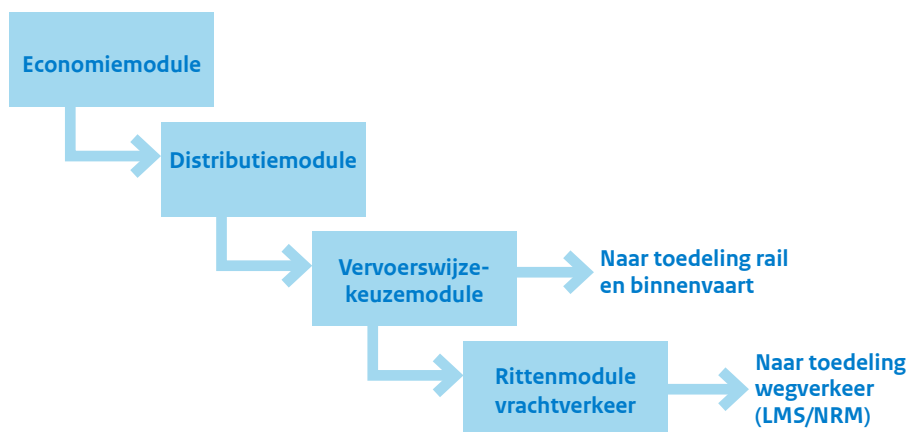 Economiemodule
Distributiemodule
Vervoerswijze-
keuzemodule
Naar toedeling rail
en binnenvaart
Rittenmodule
vrachtverkeer
Naar toedeling
wegverkeer
(LMS/NRM)